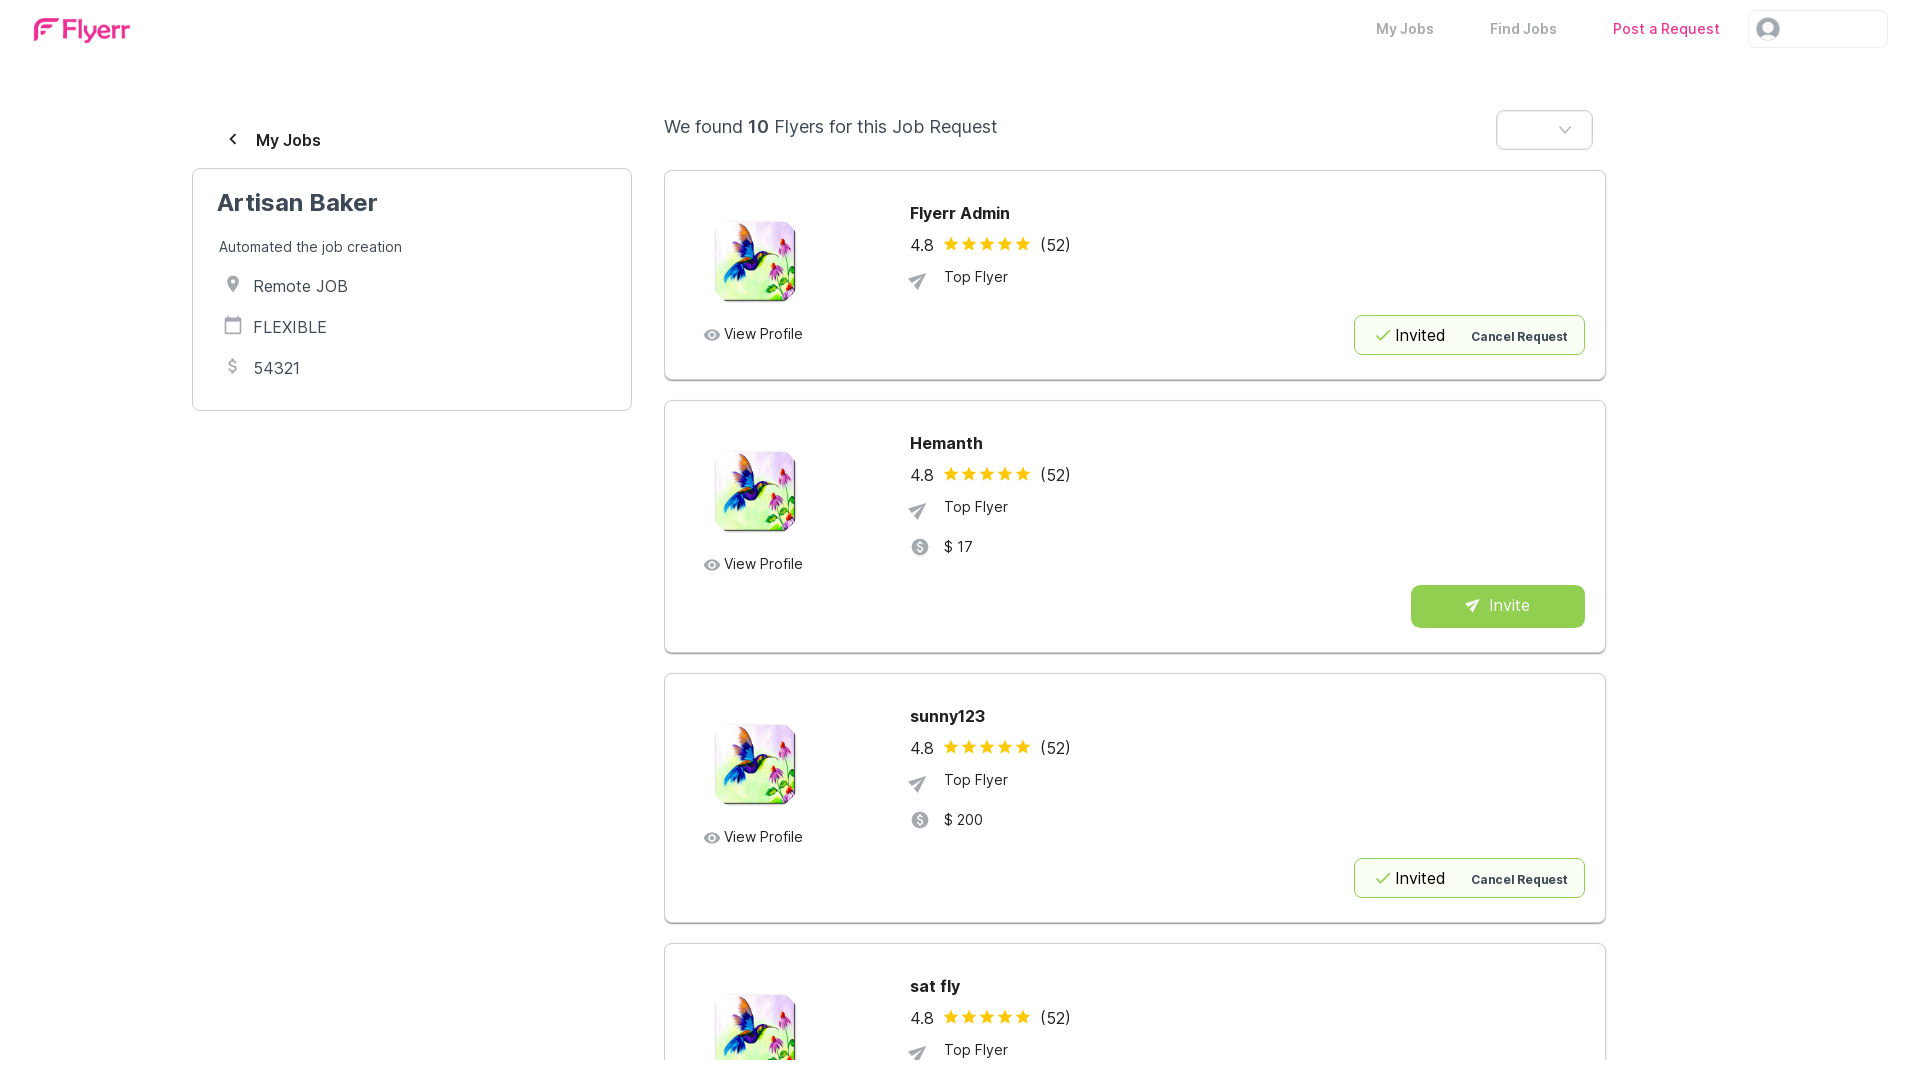 Flyerr
My Jobs
Find Jobs
Post a Request
My Jobs
Artisan Baker
Automated the job creation
Remote JOB
FLEXIBLE
54321
We found 10 Flyers for this Job Request
Flyerr Admin
4.8 (52)
Top Flyer
View Profile
Invited Cancel Request
Hemanth
4.8 (52)
Top Flyer
$ 17
View Profile
Invite
sunny123
4.8 (52)
Top Flyer
$ 200
View Profile
Invited Cancel Request
sat fly
4.8 (52)
Top Flyer